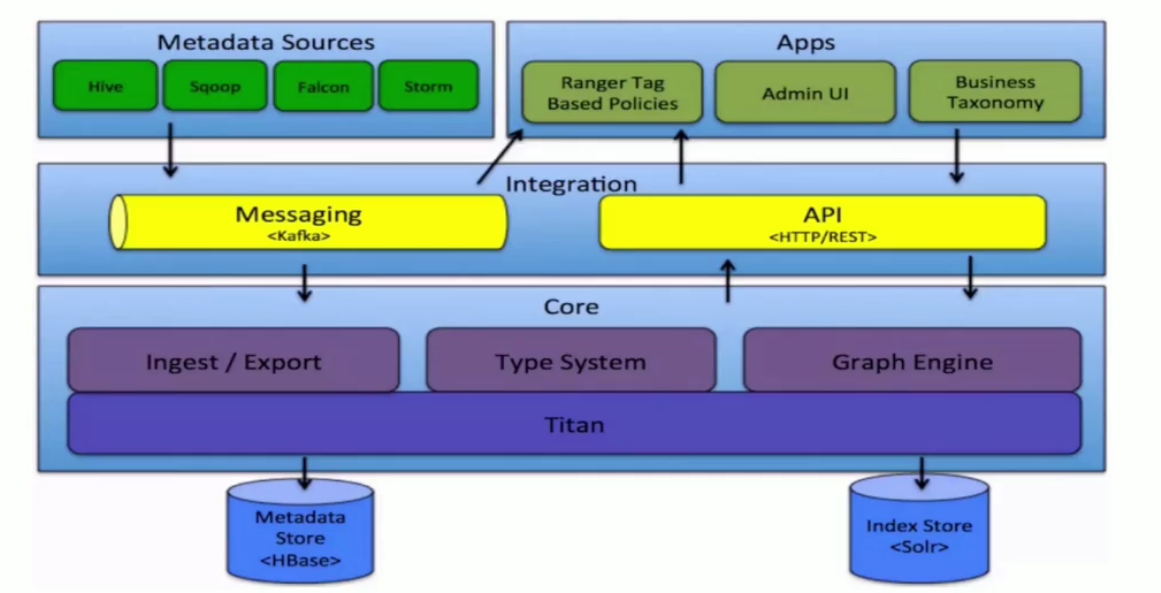 Metadata Sources
Hive
Sqoop
Falcon
Storm
Apps
Ranger Tag
Based Policies
Admin UI
Business
Taxonomy
Integration
Messaging
<Kafka>
API
<HTTP/REST>
Core
Ingest / Export
Type System
Graph Engine
Titan
Metadata
Store
<HBase>
Index Store
<Solr>